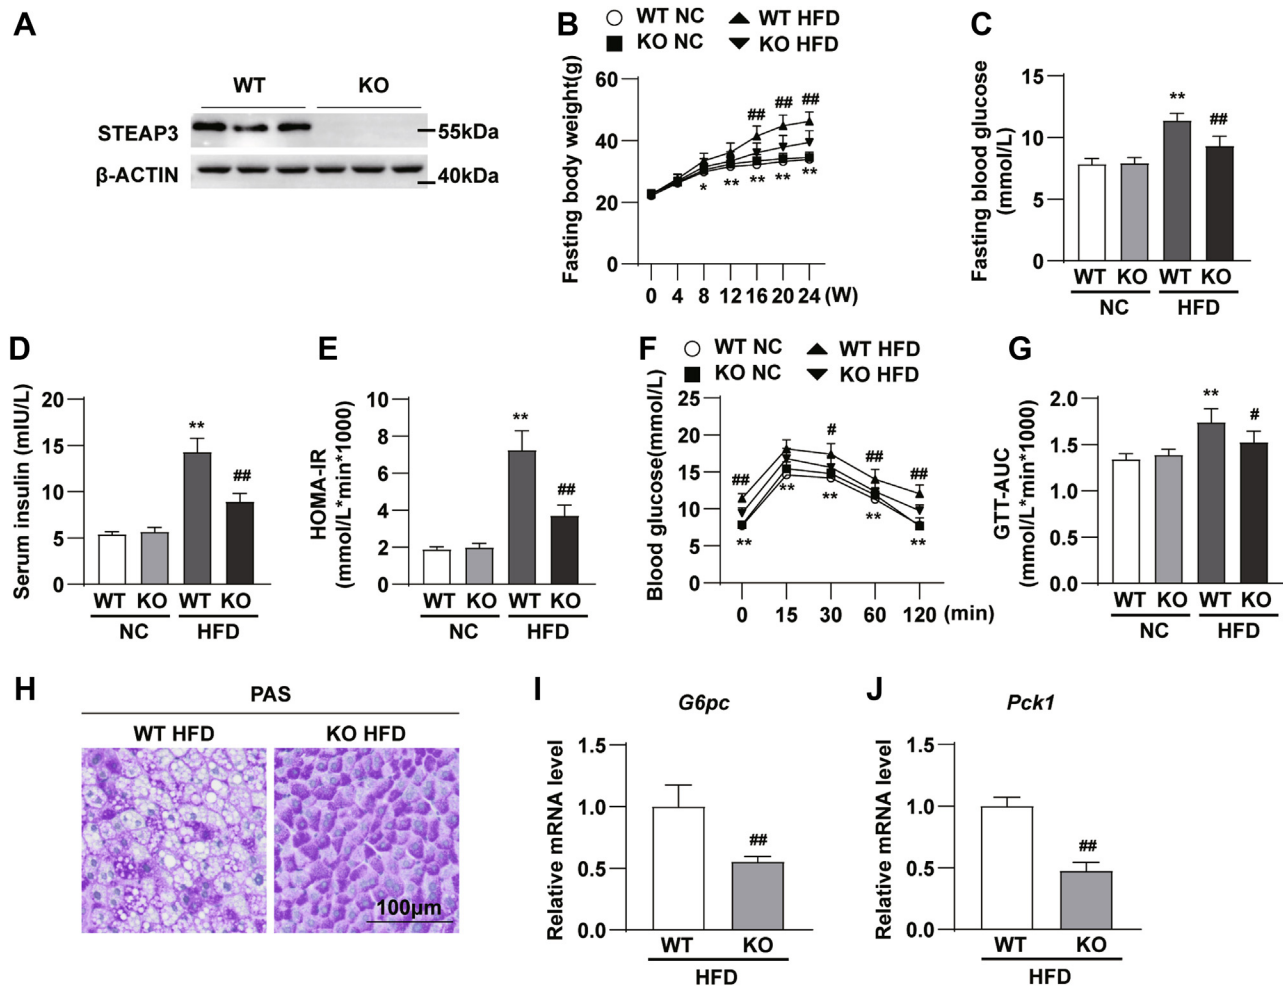 A
WT KO
STEAP3
55kDa
β-ACTIN
40kDa
B
WT NC WT HFD
KO NC KO HFD
Fasting body weight(g)
60
40
20
0
## ## ##
* ** ** ** **
0 4 8 12 16 20 24 (W)
C
Fasting blood glucose
(mmol/L)
15
10
5
0
**
##
WT KO WT KO
NC HFD
D
Serum insulin (mIU/L)
20
15
10
5
0
**
##
WT KO WT KO
NC HFD
E
HOMA-IR
(mmol/L*min*1000)
10
8
6
4
2
0
**
##
WT KO WT KO
NC HFD
F
WT NC WT HFD
KO NC KO HFD
Blood glucose(mmol/L)
25
20
15
10
5
0
## # ## ##
** ** ** ** **
0 15 30 60 120 (min)
G
GTT-AUC
(mmol/L*min*1000)
2.0
1.5
1.0
0.5
0.0
**
#
WT KO WT KO
NC HFD
H
PAS
WT HFD KO HFD
100μm
I
G6pc
Relative mRNA level
1.5
1.0
0.5
0.0
##
WT KO
HFD
J
Pck1
Relative mRNA level
1.5
1.0
0.5
0.0
##
WT KO
HFD